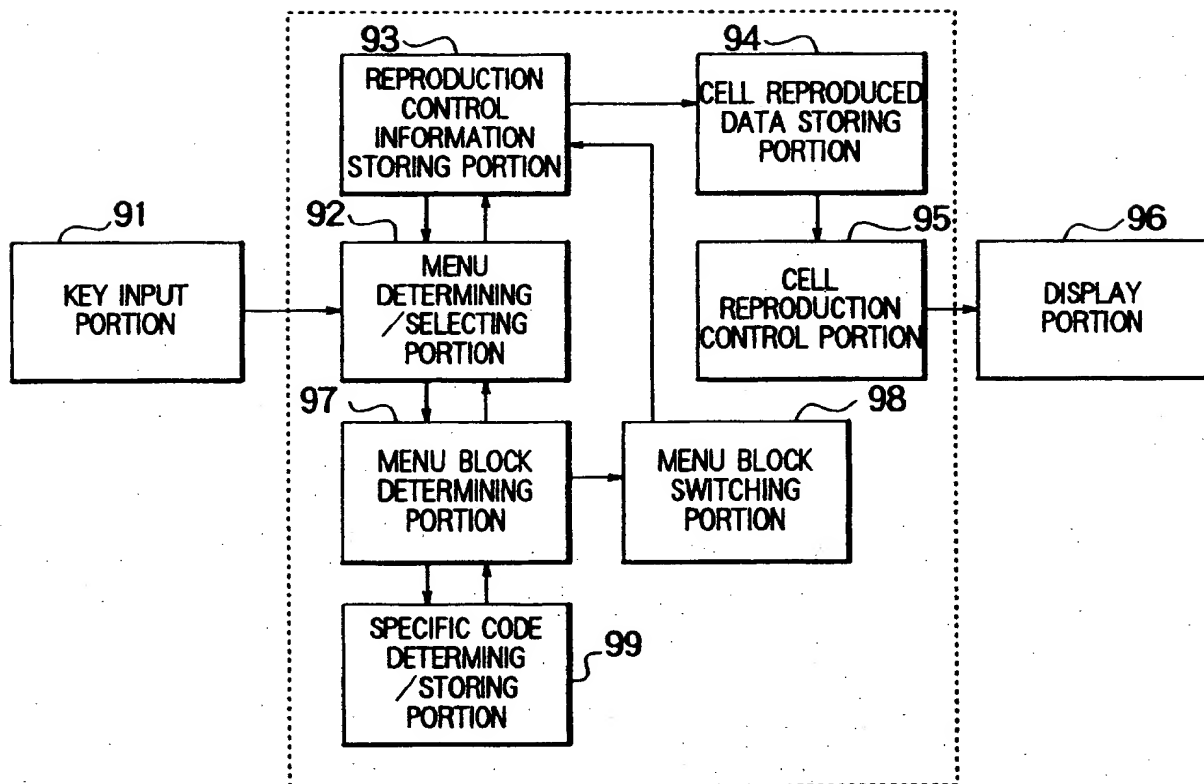 93
REPRODUCTION
CONTROL
INFORMATION
STORING PORTION
94
CELL REPRODUCED
DATA STORING
PORTION
91
KEY INPUT
PORTION
92
MENU
DETERMINING
/SELECTING
PORTION
95
CELL
REPRODUCTION
CONTROL PORTION
96
DISPLAY
PORTION
97
MENU BLOCK
DETERMINING
PORTION
98
MENU BLOCK
SWITCHING
PORTION
SPECIFIC CODE
DETERMINIG
/STORING
PORTION
99